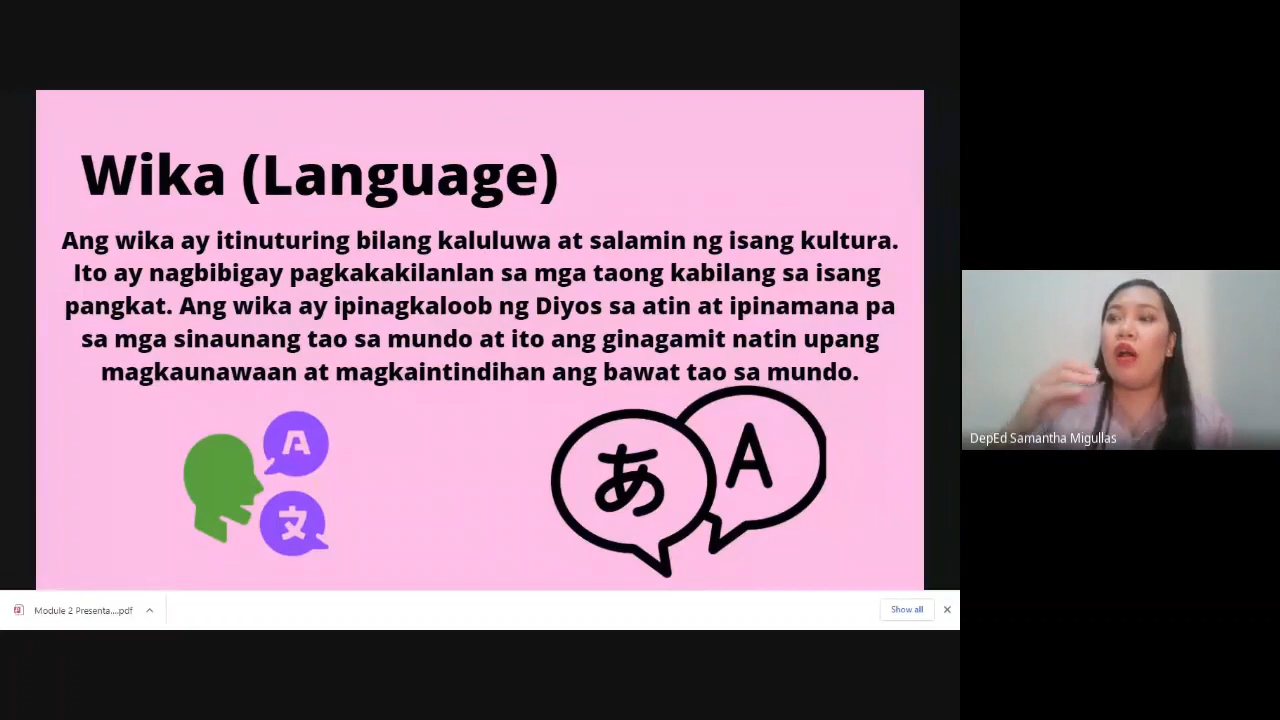 Wika (Language)
Ang wika ay itinuturing bilang kaluluwa at salamin ng isang kultura.
Ito ay nagbibigay pagkakakilanlan sa mga taong kabilang sa isang
pangkat. Ang wika ay ipinagkaloob ng Diyos sa atin at ipinamana pa
sa mga sinaunang tao sa mundo at ito ang ginagamit natin upang
magkaunawaan at magkaintindihan ang bawat tao sa mundo.
A
文
あ A
DepEd Samantha Migullas
Module 2 Presenta....pdf
Show all